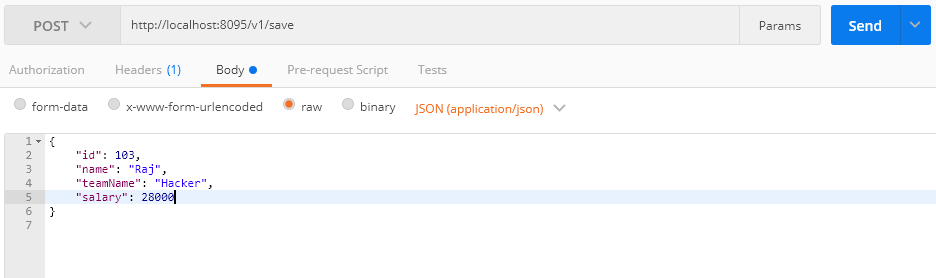 POST http://localhost:8095/v1/save Params Send
Authorization Headers (1) Body Pre-request Script Tests
form-data x-www-form-urlencoded raw binary JSON (application/json)
1 {
2 "id": 103,
3 "name": "Raj",
4 "teamName": "Hacker",
5 "salary": 28000
6 }
7